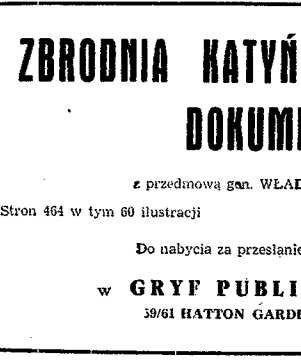 ZBRODNIA KATYŃ
DOKUM
z przedmową gen. WŁAD
Stron 464 w tym 60 ilustracji
Do nabycia za przesłanie
w GRYF PUBLI
59/61 HATTON GARDE